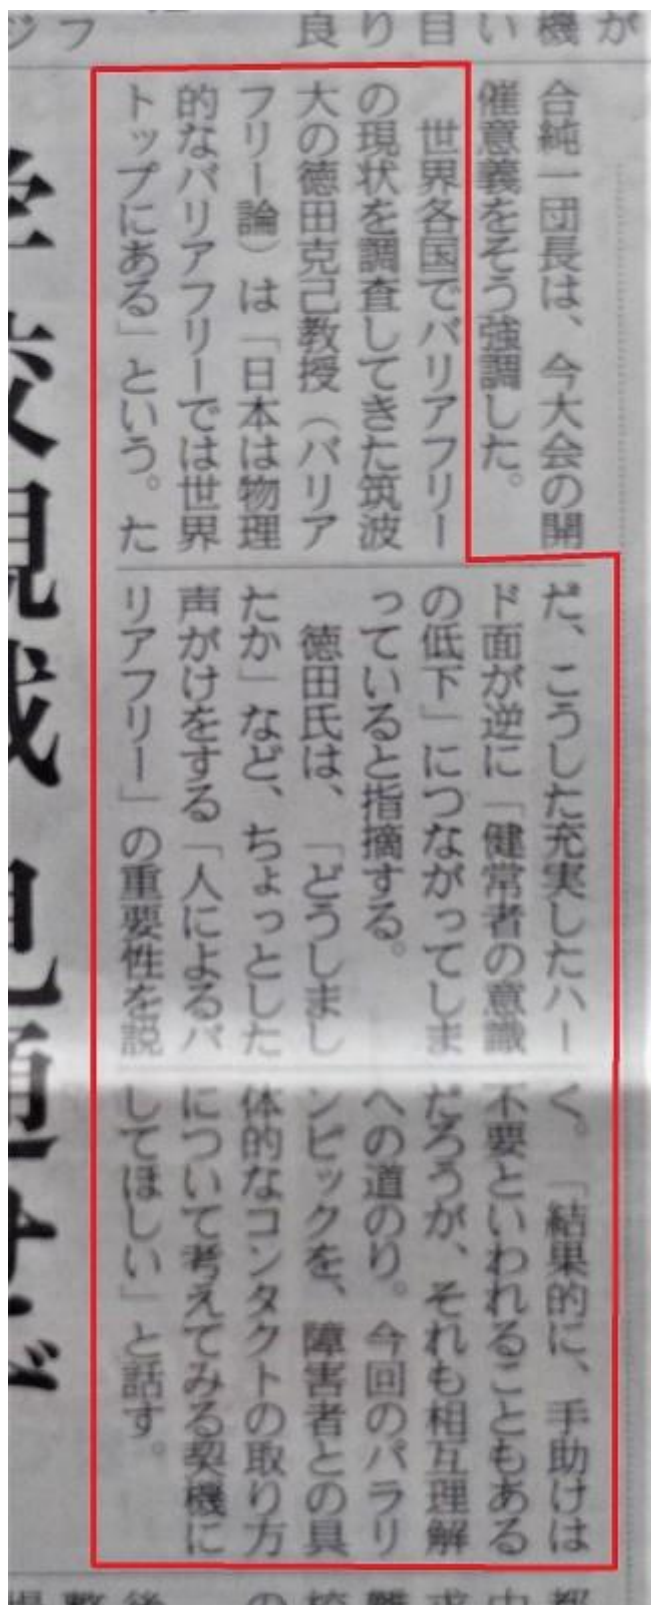 が機い目り良
合純一団長は、今大会の開
催意義をそう強調した。
世界各国でバリアフリー
の現状を調査してきた筑波
大の徳田克己教授（バリア
フリー論）は「日本は物理
的なバリアフリーでは世界
トップにある」という。た
だ、こうした充実したハー
ド面が逆に「健常者の意識
の低下」につながってしま
っていると指摘する。
徳田氏は、「どうしまし
たか」など、ちょっとした
声がけをする「人によるバ
リアフリー」の重要性を説
く。「結果的に、手助けは
不要といわれることもある
だろうが、それも相互理解
への道のり。今回のパラリ
ンピックを、障害者との具
体的なコンタクトの取り方
について考えてみる契機に
してほしい」と話す。